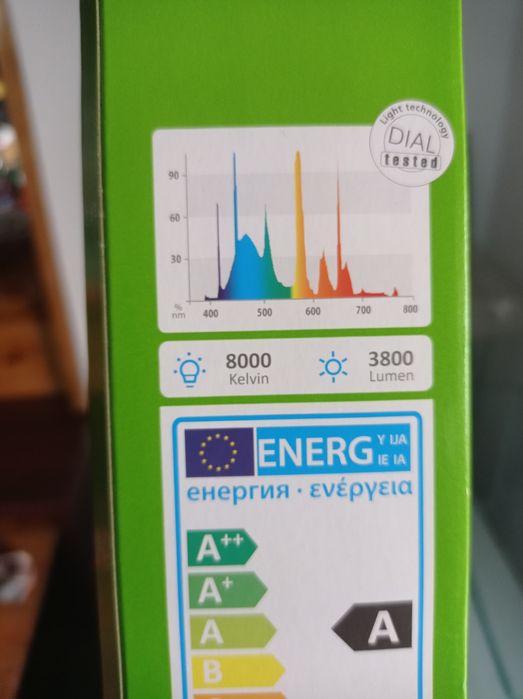 Light technology
DIAL
tested
90
60
30
%
nm
400 500 600 700 800
8000
Kelvin
3800
Lumen
ENERG
Y IJA
IE IA
енергия · ενέργεια
A++
A+
A
A
B